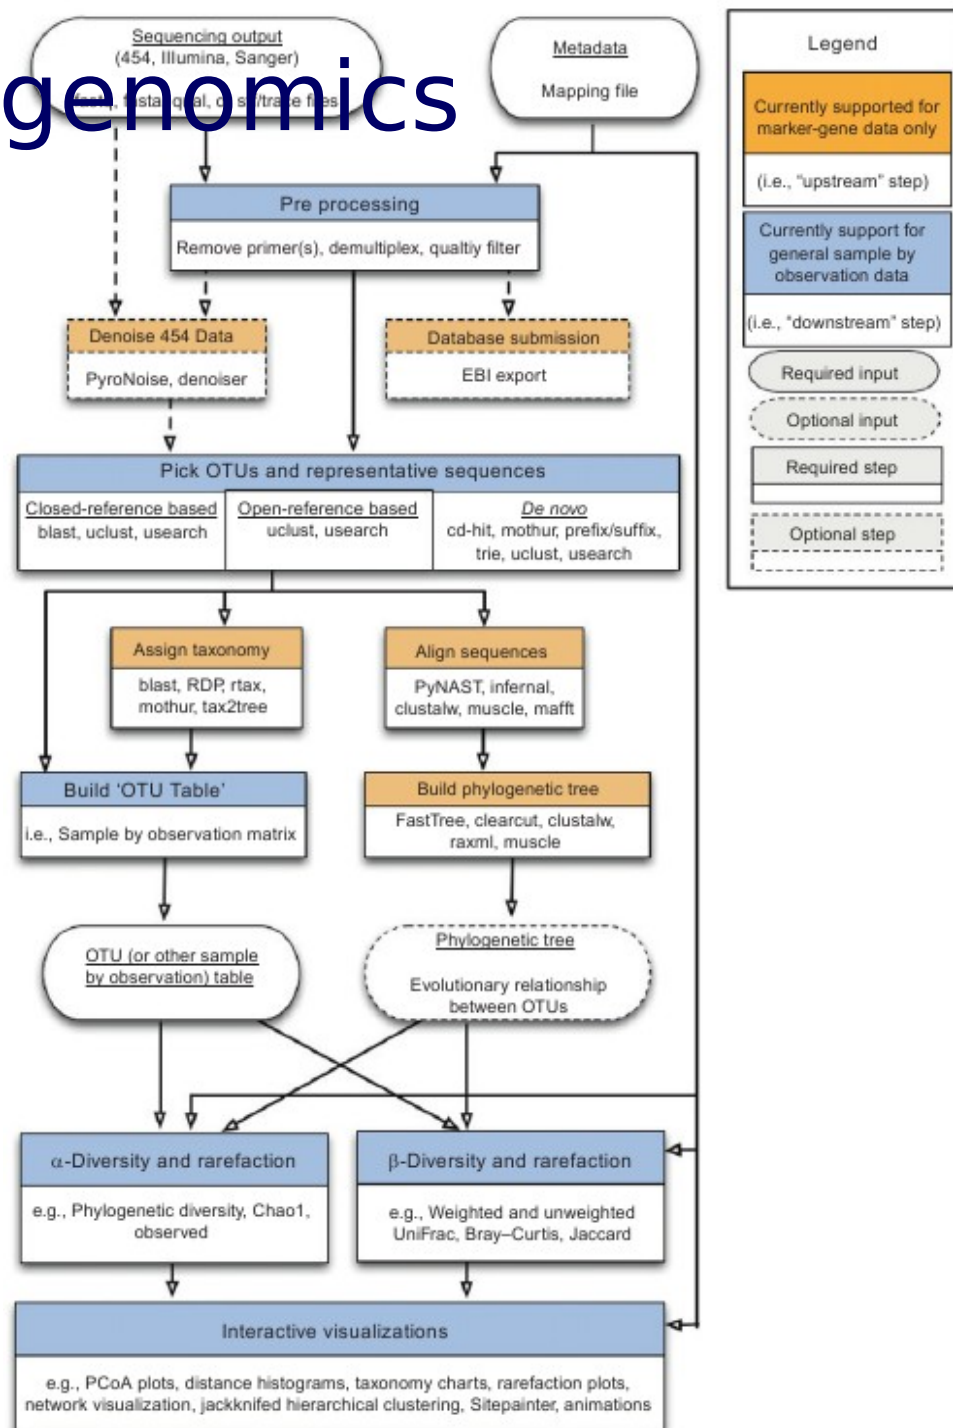 Sequencing output
(454, Illumina, Sanger)
genomics
Metadata
Mapping file
Legend
Currently supported for
marker-gene data only
(i.e., “upstream” step)
Currently support for
general sample by
observation data
(i.e., “downstream” step)
Required input
Optional input
Required step
Optional step
Pre processing
Remove primer(s), demultiplex, qualtiy filter
Denoise 454 Data
PyroNoise, denoiser
Database submission
EBI export
Pick OTUs and representative sequences
Closed-reference based
blast, uclust, usearch
Open-reference based
uclust, usearch
De novo
cd-hit, mothur, prefix/suffix,
trie, uclust, usearch
Assign taxonomy
blast, RDP, rtax,
mothur, tax2tree
Align sequences
PyNAST, infernal,
clustalw, muscle, mafft
Build ‘OTU Table’
i.e., Sample by observation matrix
Build phylogenetic tree
FastTree, clearcut, clustalw,
raxml, muscle
OTU (or other sample
by observation) table
Phylogenetic tree
Evolutionary relationship
between OTUs
α-Diversity and rarefaction
e.g., Phylogenetic diversity, Chao1,
observed
β-Diversity and rarefaction
e.g., Weighted and unweighted
UniFrac, Bray–Curtis, Jaccard
Interactive visualizations
e.g., PCoA plots, distance histograms, taxonomy charts, rarefaction plots,
network visualization, jackknifed hierarchical clustering, Sitepainter, animations